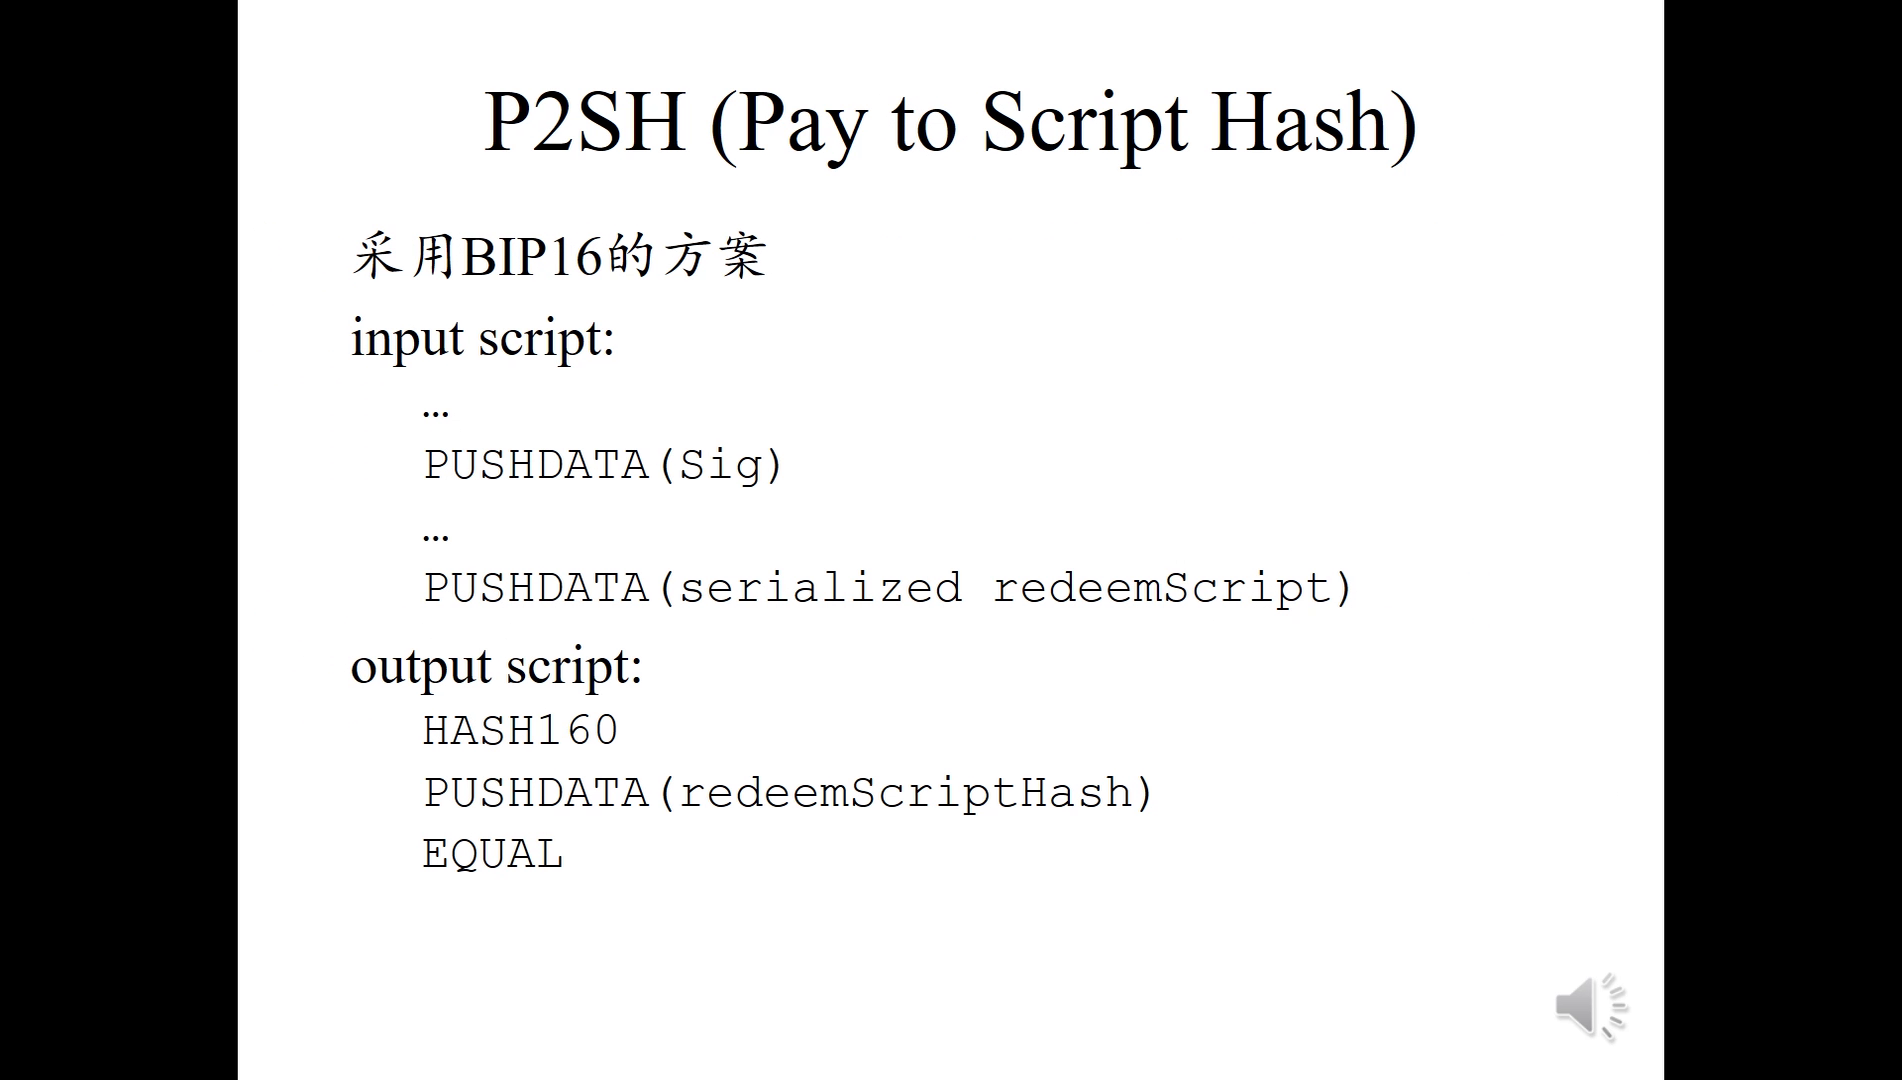 P2SH (Pay to Script Hash)
采用BIP16的方案
input script:
…
PUSHDATA(Sig)
…
PUSHDATA(serialized redeemScript)
output script:
HASH160
PUSHDATA(redeemScriptHash)
EQUAL